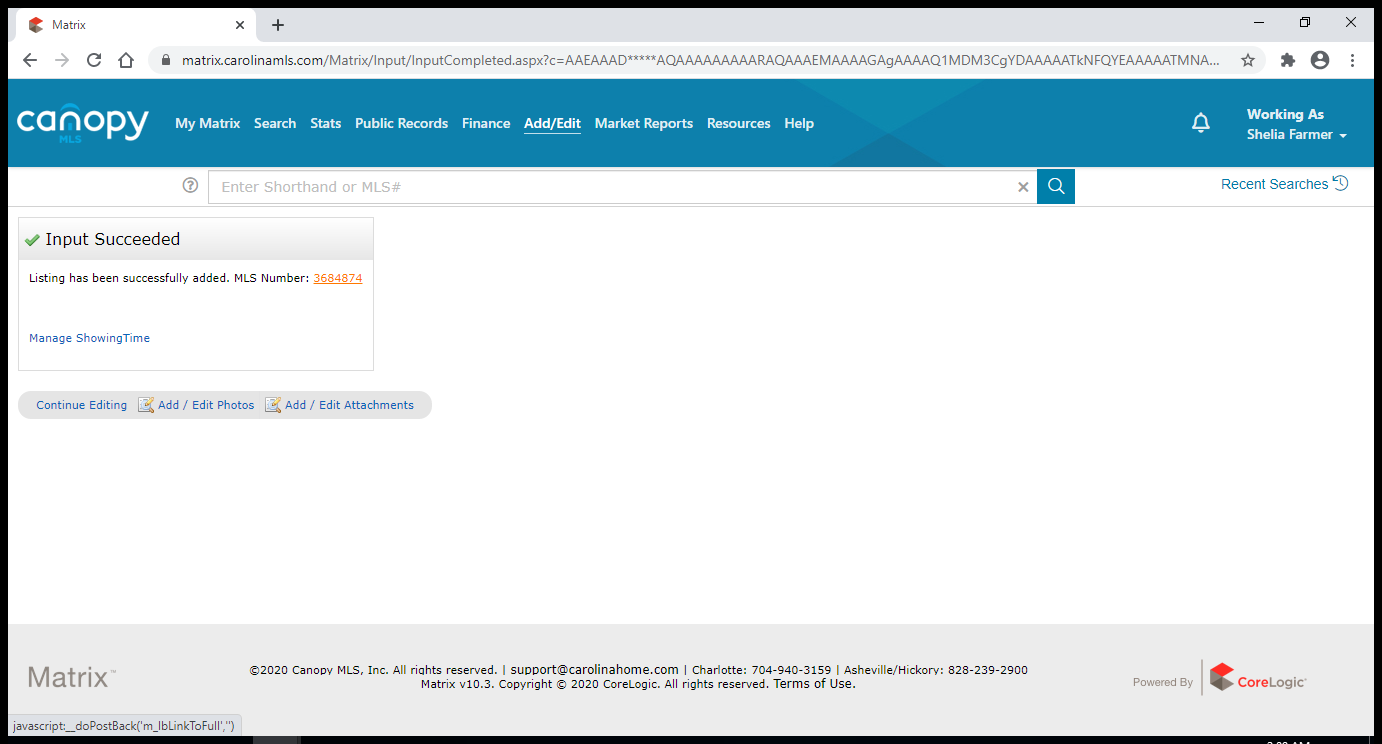 Matrix
matrix.carolinamls.com/Matrix/Input/InputCompleted.aspx?c=AAEAAAD*****AQAAAAAAAAARAQAAAEMAAAAGAgAAAAQ1MDM3CgYDAAAAATkNFQYEAAAAATMNA...
canopy
MLS
My Matrix Search Stats Public Records Finance Add/Edit Market Reports Resources Help
Working As
Shelia Farmer
Enter Shorthand or MLS#
Recent Searches
Input Succeeded
Listing has been successfully added. MLS Number: 3684874
Manage ShowingTime
Continue Editing Add / Edit Photos Add / Edit Attachments
Matrix™
©2020 Canopy MLS, Inc. All rights reserved. | support@carolinahome.com | Charlotte: 704-940-3159 | Asheville/Hickory: 828-239-2900
Matrix v10.3. Copyright © 2020 CoreLogic. All rights reserved. Terms of Use.
Powered By CoreLogic
javascript:__doPostBack('m_lbLinkToFull','')